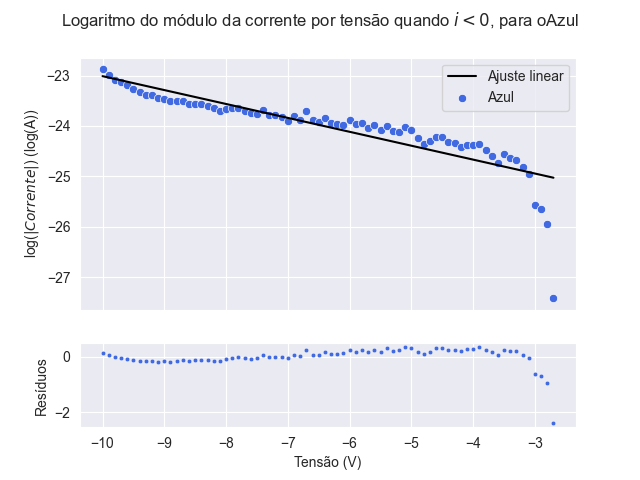 Logaritmo do módulo da corrente por tensão quando i < 0, para oAzul
Ajuste linear
Azul
−23
−24
−25
−26
−27
log(|Corrente|) (log(A))
0
−2
Resíduos
−10 −9 −8 −7 −6 −5 −4 −3
Tensão (V)